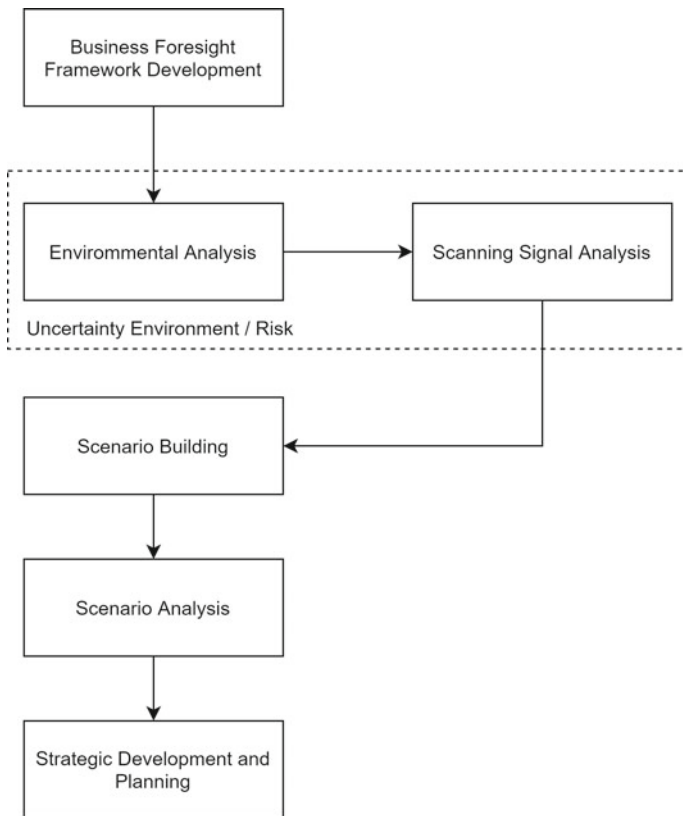 Business Foresight
Framework Development
Envirommental Analysis
Scanning Signal Analysis
Uncertainty Environment / Risk
Scenario Building
Scenario Analysis
Strategic Development and
Planning